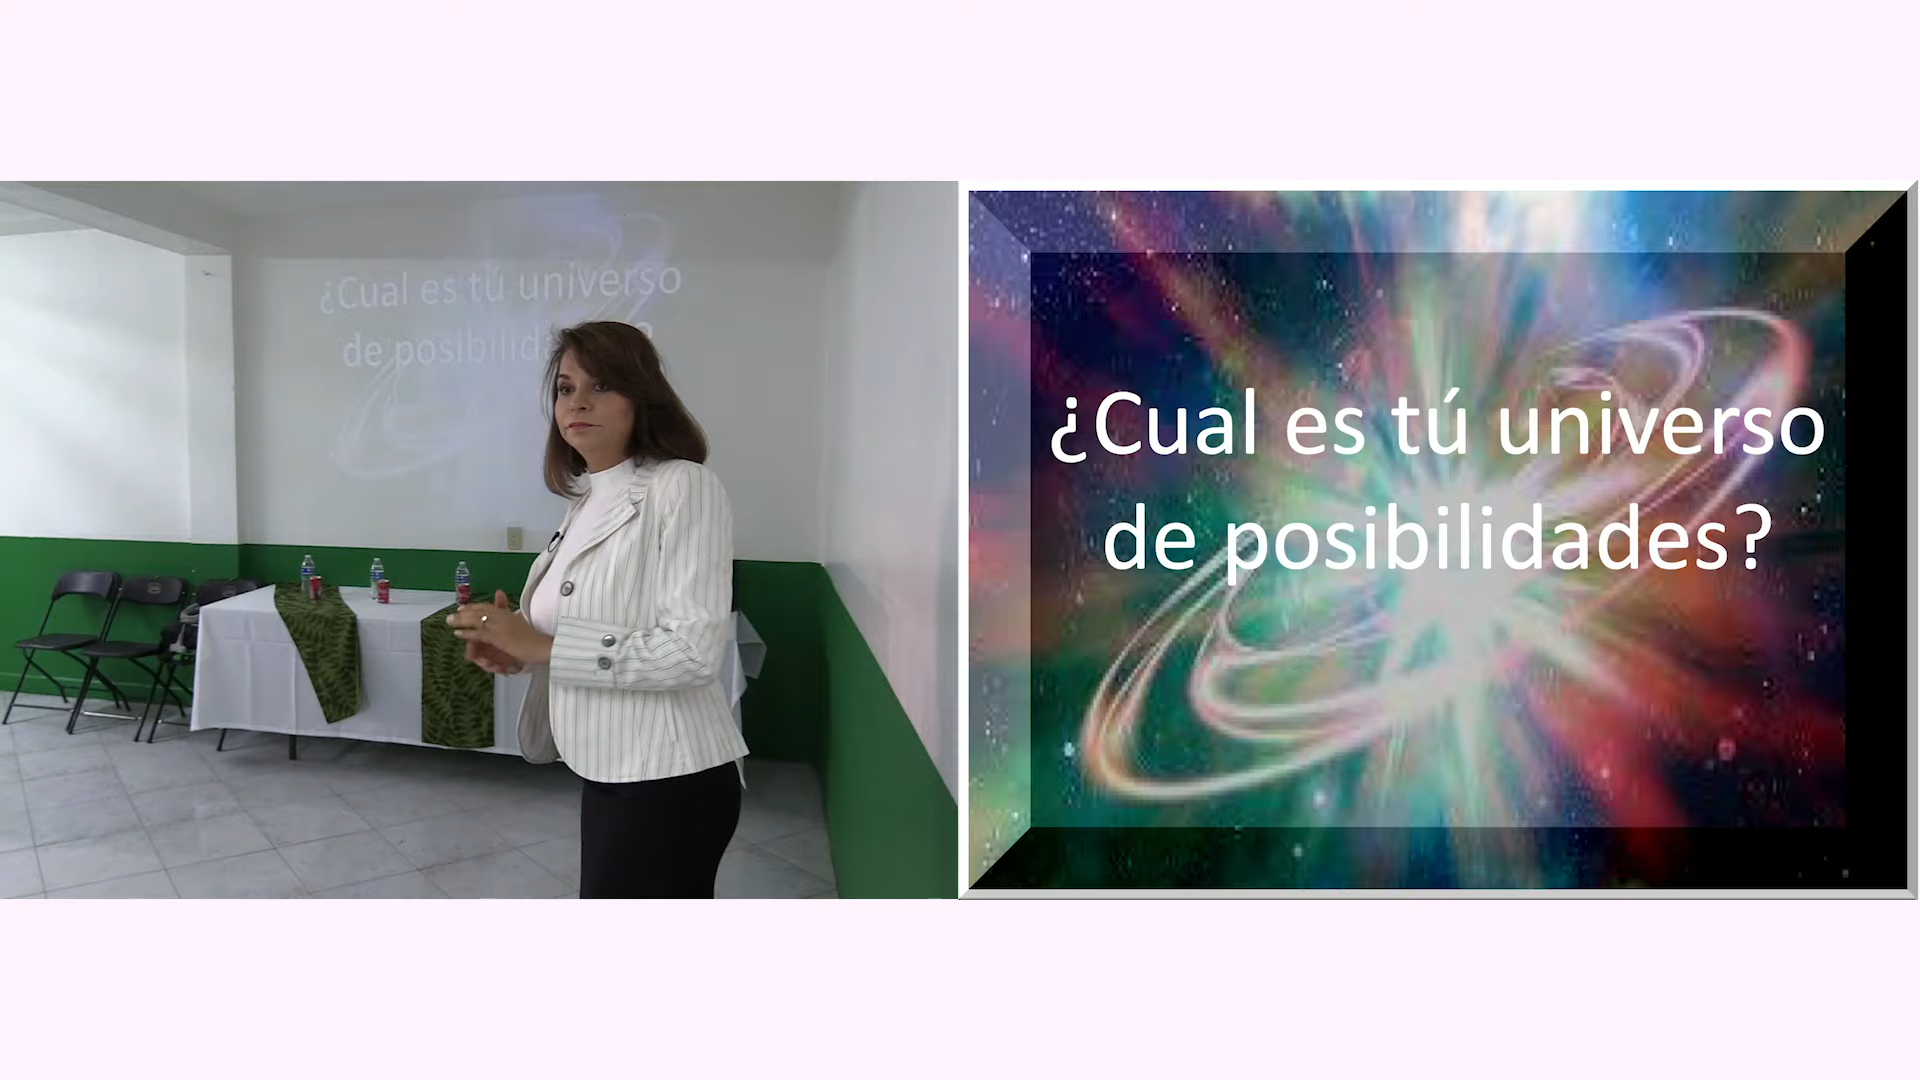 ¿Cual es tú universo
de posibilid
¿Cual es tú universo
de posibilidades?